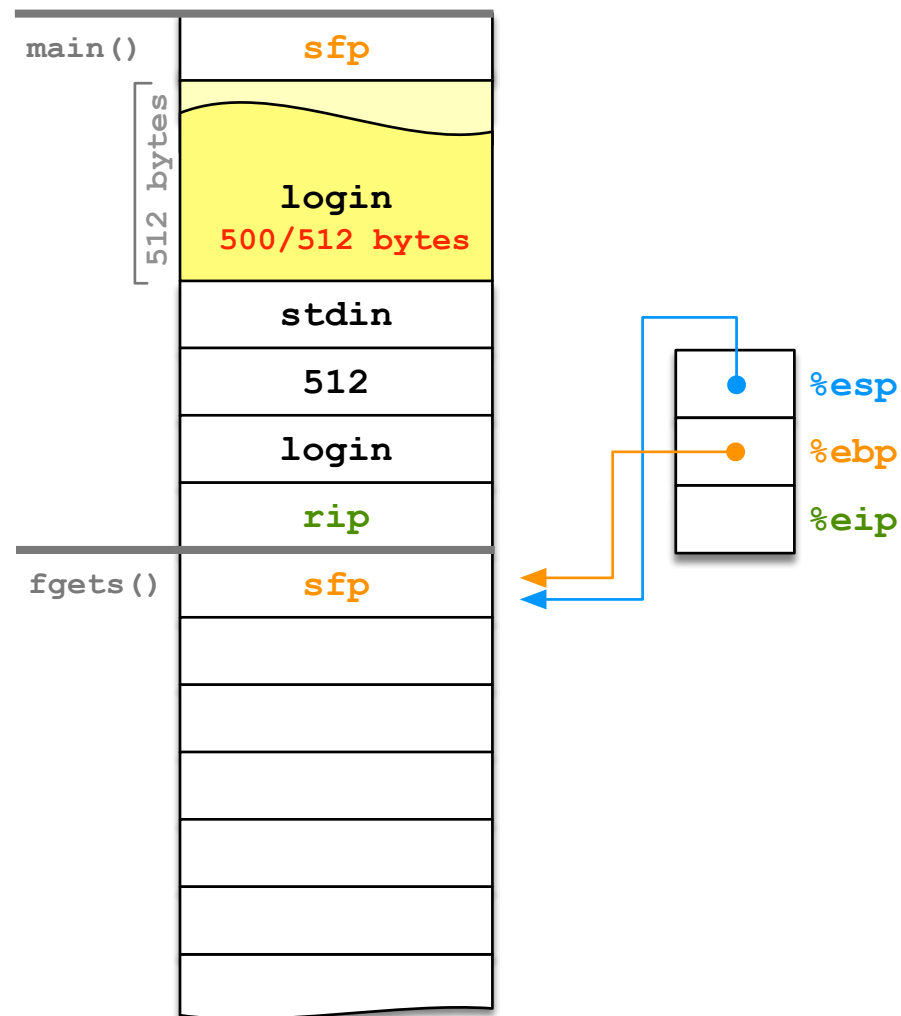 main()
sfp
512 bytes
login
500/512 bytes
stdin
512
login
rip
%esp
%ebp
%eip
fgets()
sfp